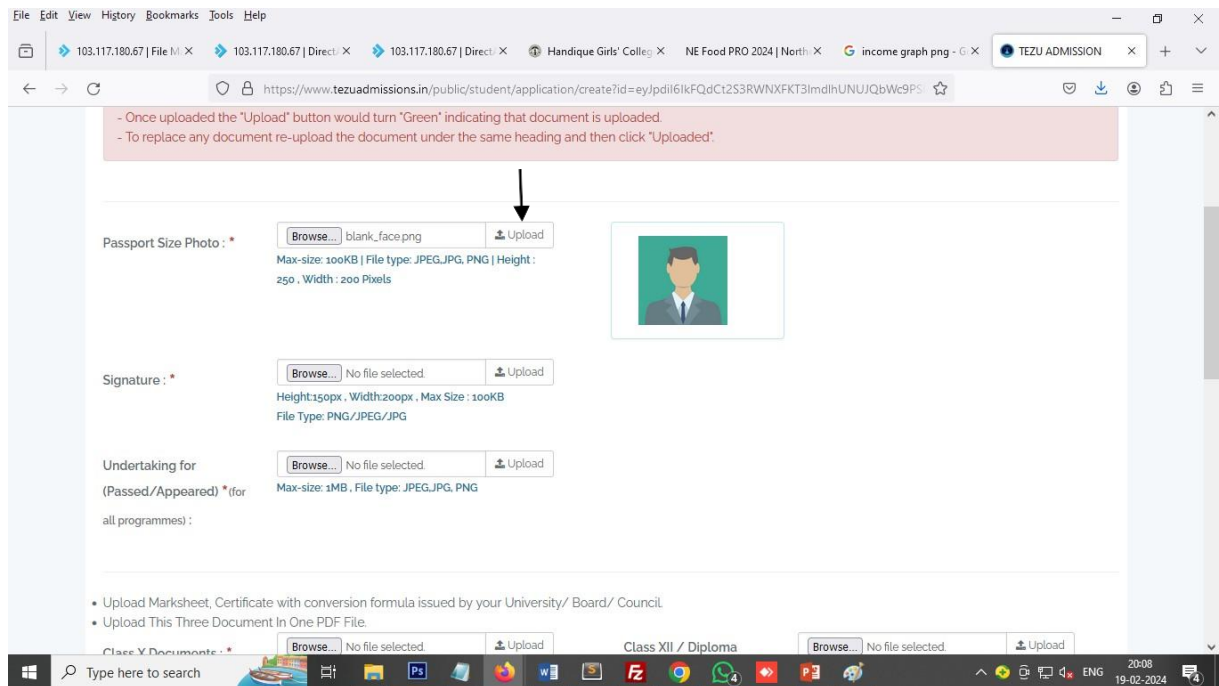 File Edit View History Bookmarks Tools Help
103.117.180.67 | File M 103.117.180.67 | Direct 103.117.180.67 | Direct Handique Girls' Colleg NE Food PRO 2024 | North income graph png - G TEZU ADMISSION
https://www.tezuadmissions.in/public/student/application/create?id=
- Once uploaded the "Upload" button would turn "Green" indicating that document is uploaded.
- To replace any document re-upload the document under the same heading and then click "Uploaded".
Passport Size Photo : * Browse... blank_face.png Upload
Max-size: 100KB | File type: JPEG,JPG, PNG | Height :
250 , Width : 200 Pixels
Signature : * Browse... No file selected. Upload
Height:150px , Width:200px , Max Size : 100KB
File Type: PNG/JPEG/JPG
Undertaking for Browse... No file selected. Upload
(Passed/Appeared) * (for Max-size: 1MB , File type: JPEG,JPG, PNG
all programmes) :
• Upload Marksheet, Certificate with conversion formula issued by your University/ Board/ Council.
• Upload This Three Document In One PDF File.
Class X Documents : * Browse... No file selected. Upload Class XII / Diploma Browse... No file selected. Upload
Type here to search ENG 20:08
19-02-2024